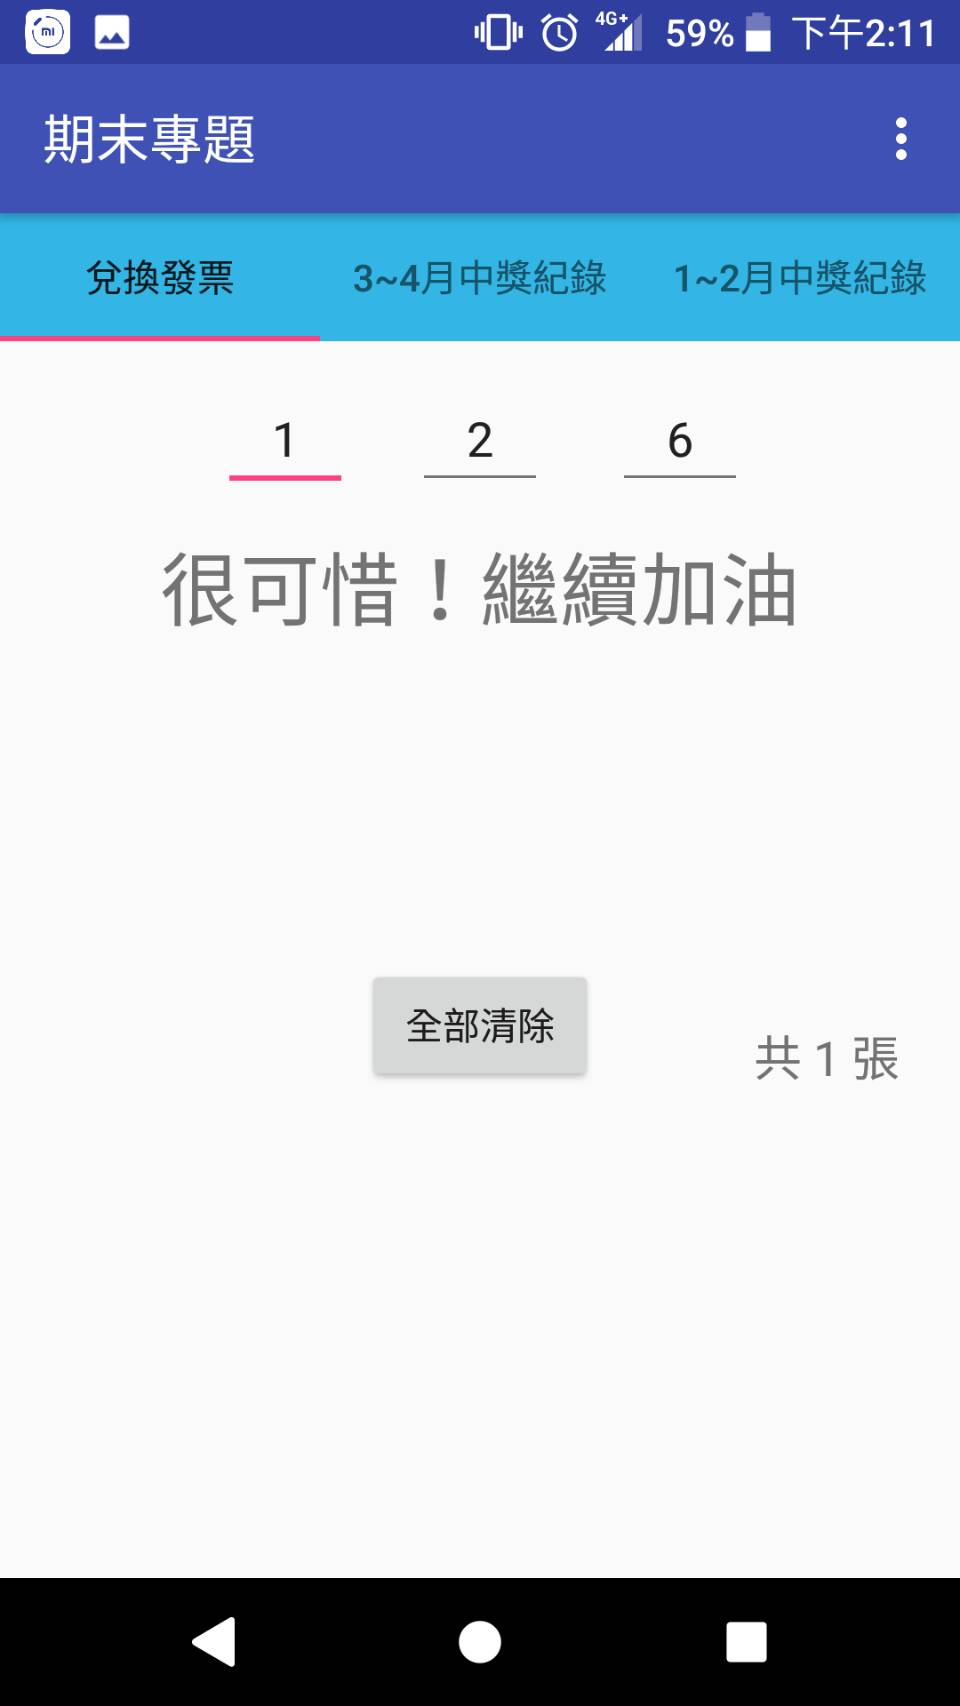 mi
4G+
59%
下午2:11
期末專題
兌換發票
3~4月中獎紀錄
1~2月中獎紀錄
1 2 6
很可惜！繼續加油
全部清除
共 1 張